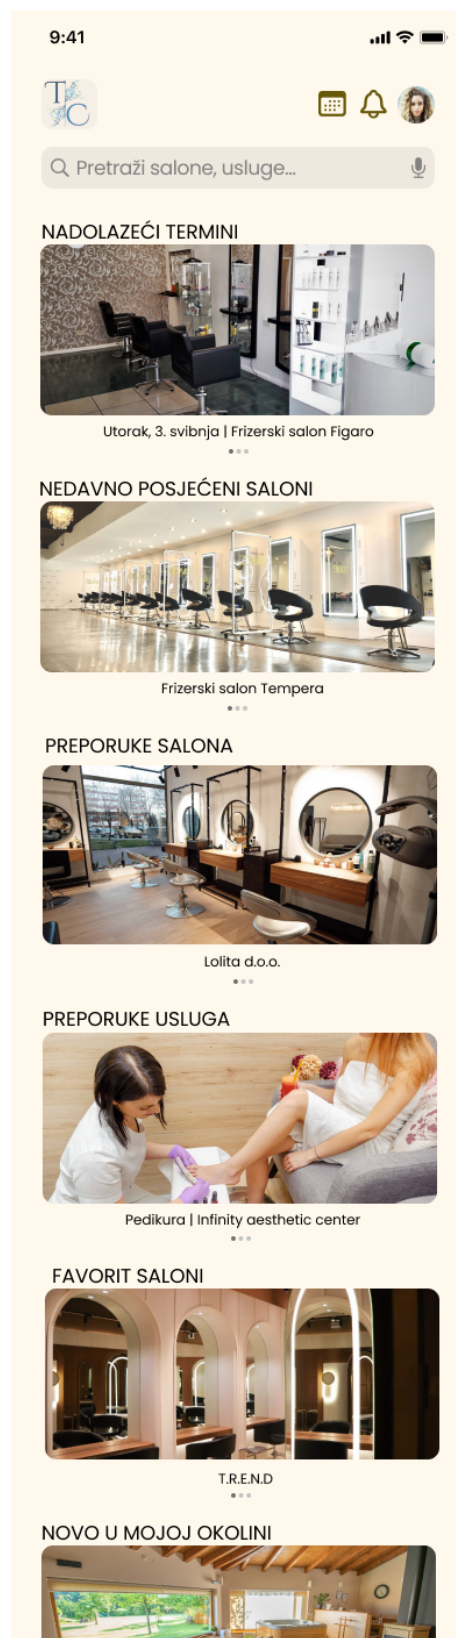 9:41
TC
Pretraži salone, usluge...
NADOLAZEĆI TERMINI
Utorak, 3. svibnja | Frizerski salon Figaro
NEDAVNO POSJEĆENI SALONI
Frizerski salon Tempera
PREPORUKE SALONA
Lolita d.o.o.
PREPORUKE USLUGA
Pedikura | Infinity aesthetic center
FAVORIT SALONI
T.R.E.N.D
NOVO U MOJOJ OKOLINI